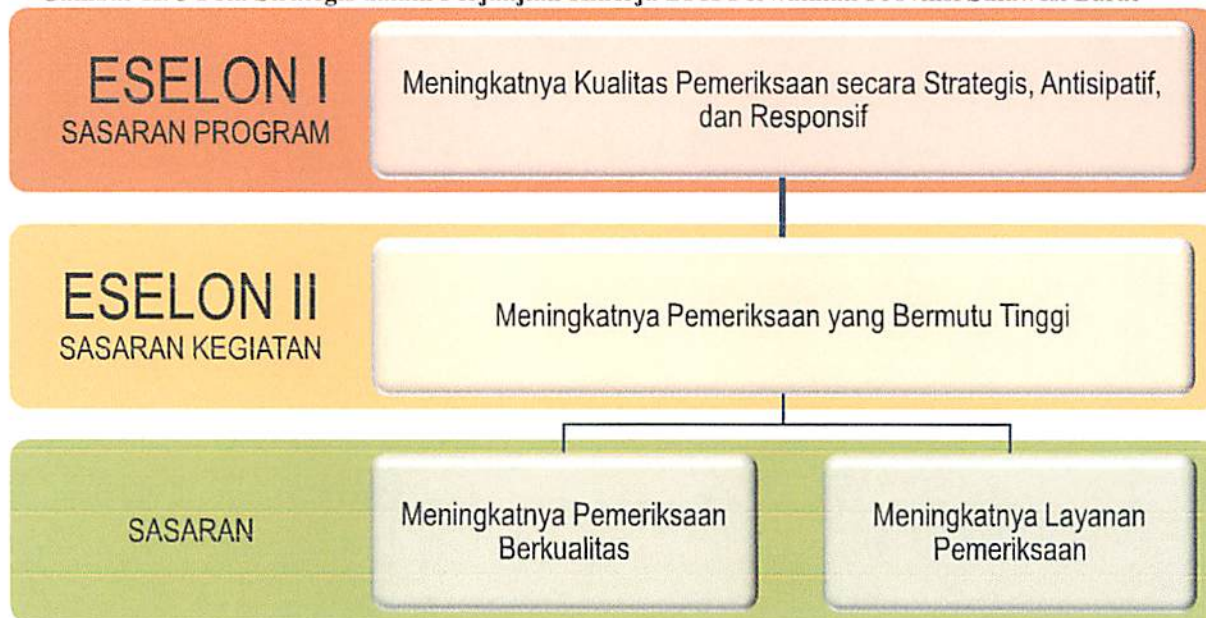 ESELON I
SASARAN PROGRAM
Meningkatnya Kualitas Pemeriksaan secara Strategis, Antisipatif,
dan Responsif
ESELON II
SASARAN KEGIATAN
Meningkatnya Pemeriksaan yang Bermutu Tinggi
SASARAN
Meningkatnya Pemeriksaan
Berkualitas
Meningkatnya Layanan
Pemeriksaan